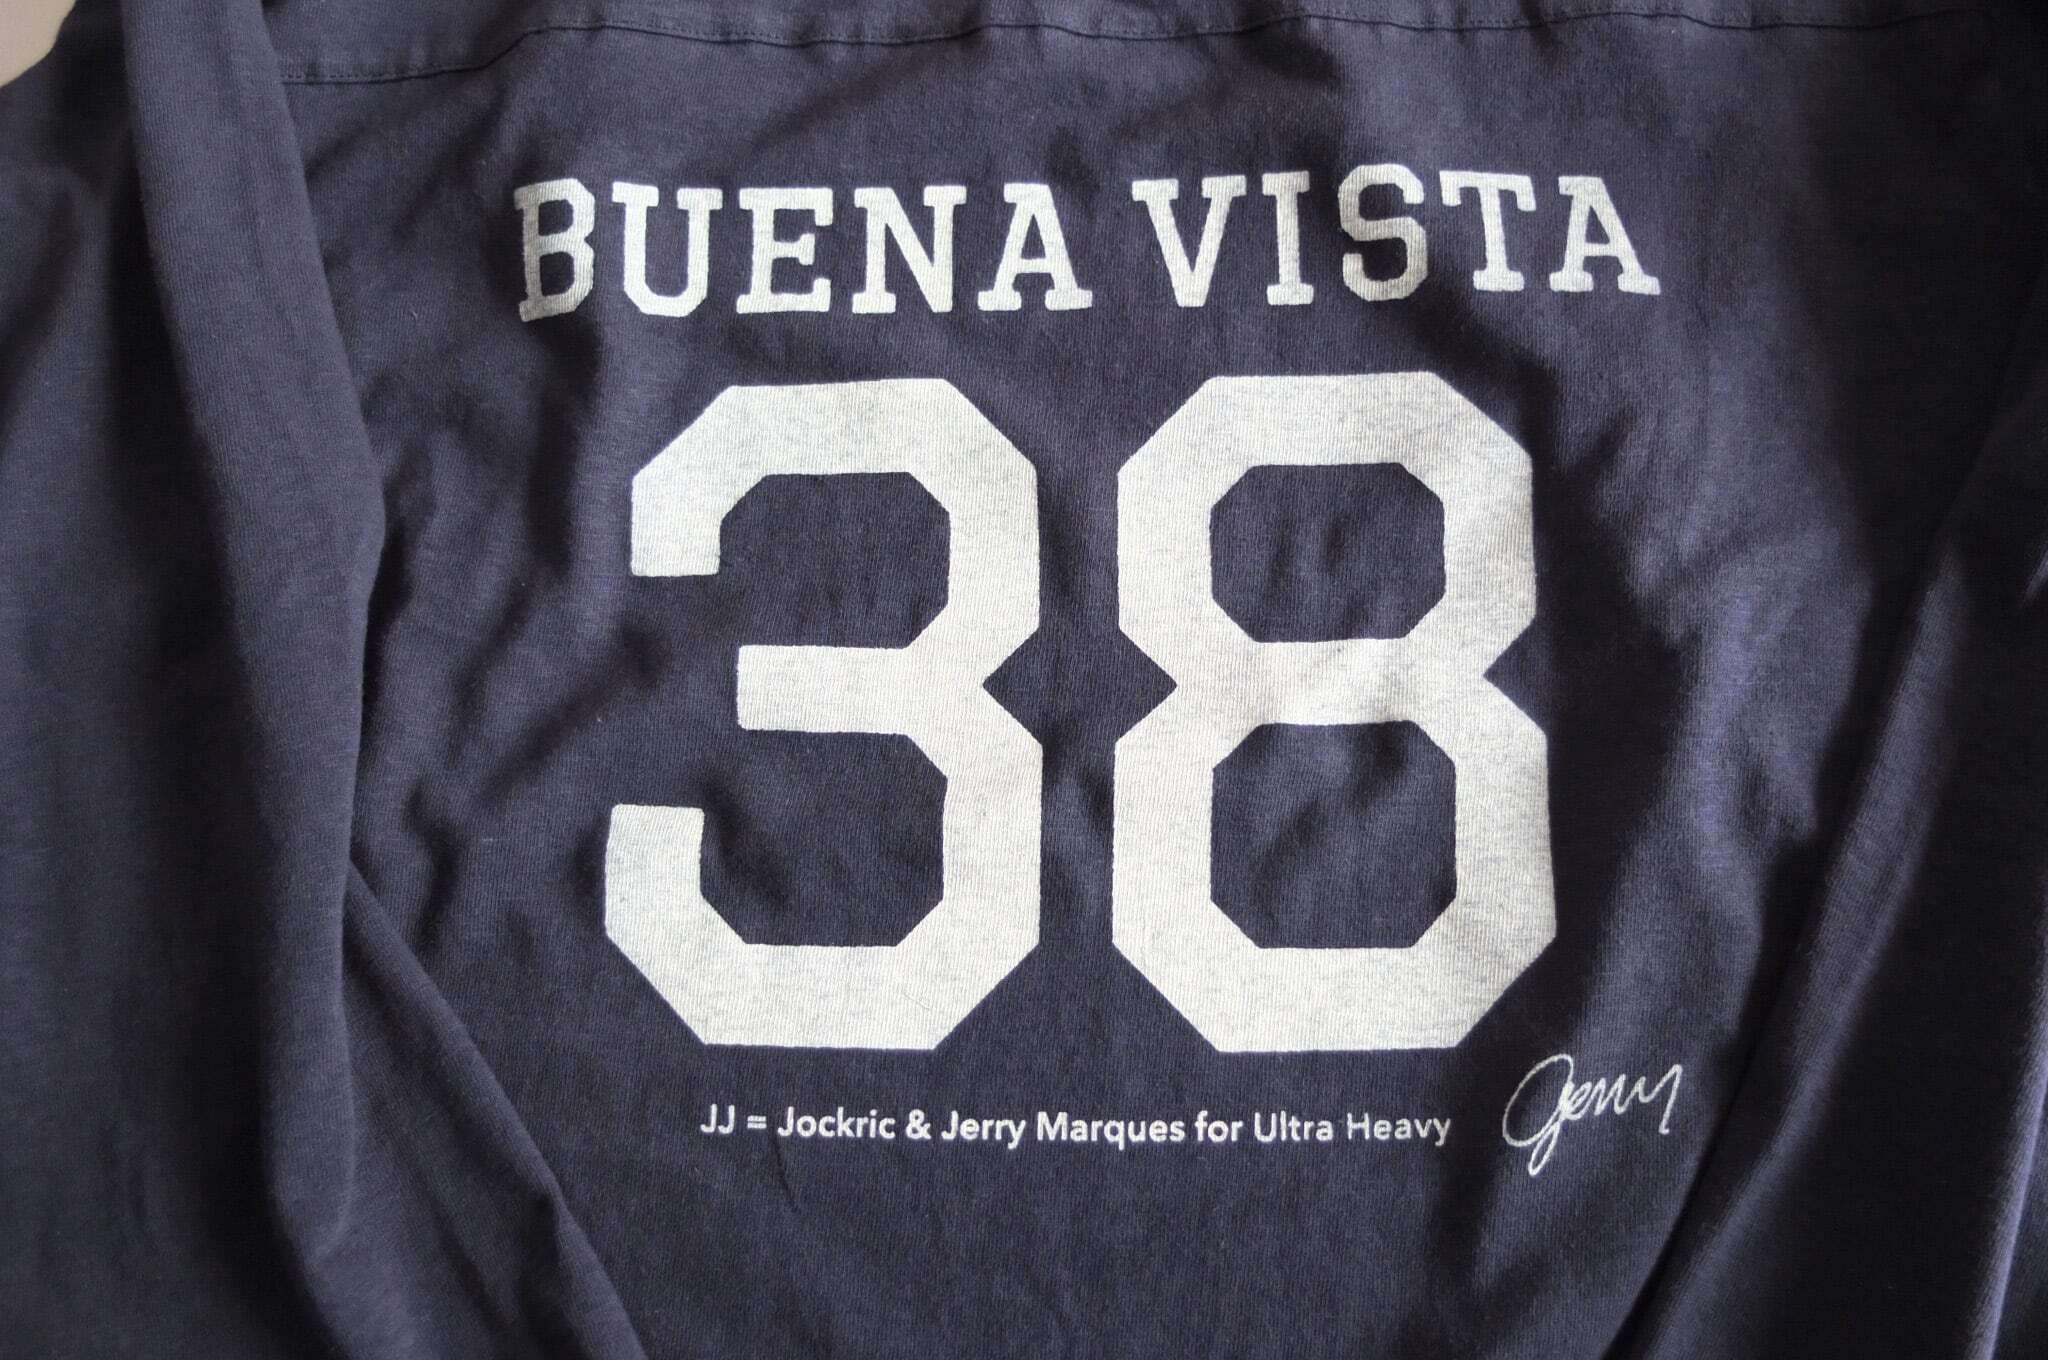 BUENA VISTA
38
JJ = Jockric & Jerry Marques for Ultra Heavy
Jerry